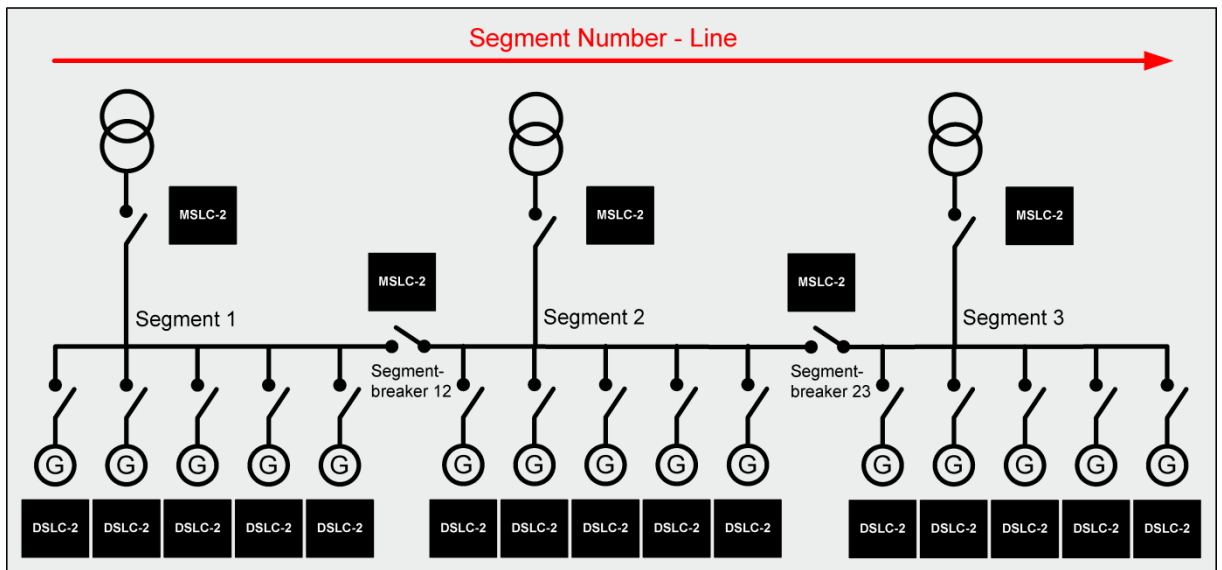 Segment Number - Line
MSLC-2
MSLC-2
MSLC-2
MSLC-2
MSLC-2
Segment 1
Segment 2
Segment 3
Segment-
breaker 12
Segment-
breaker 23
G G G G G G G G G G G G G G G
DSLC-2 DSLC-2 DSLC-2 DSLC-2 DSLC-2 DSLC-2 DSLC-2 DSLC-2 DSLC-2 DSLC-2 DSLC-2 DSLC-2 DSLC-2 DSLC-2 DSLC-2